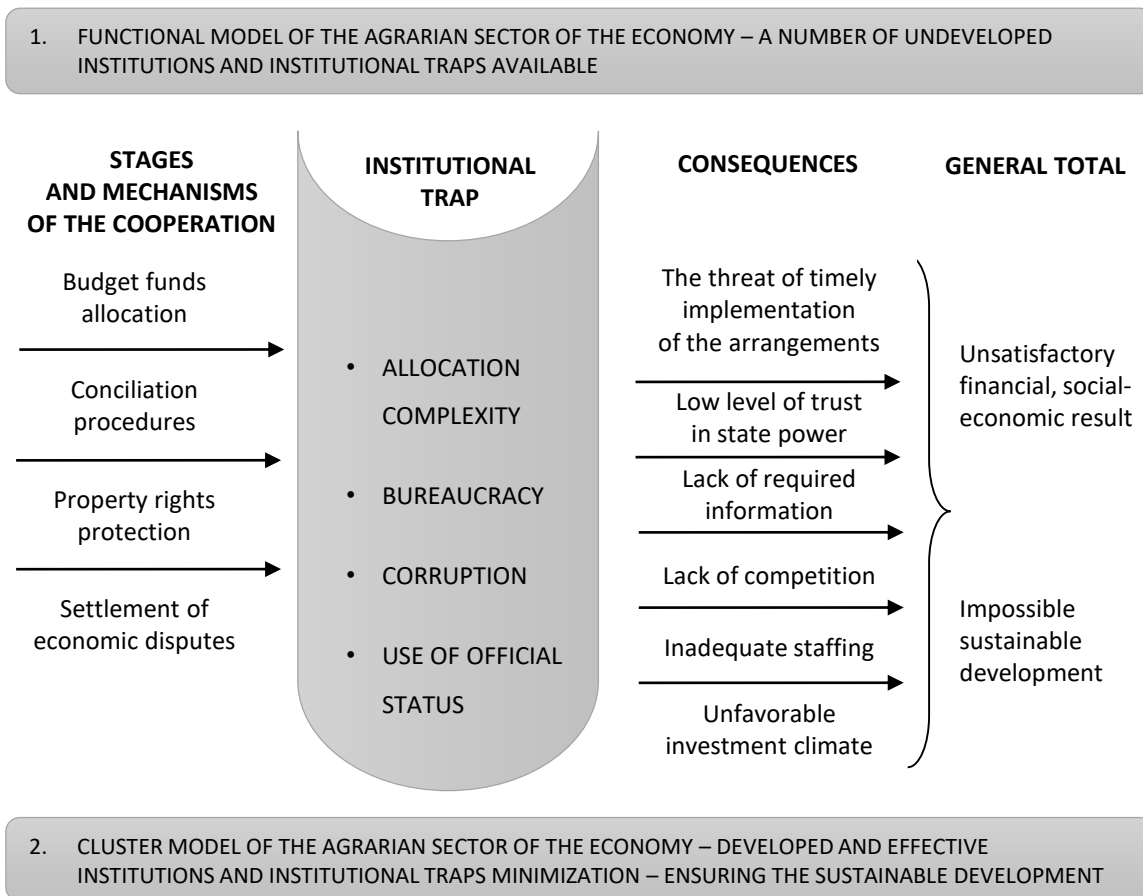 1. FUNCTIONAL MODEL OF THE AGRARIAN SECTOR OF THE ECONOMY – A NUMBER OF UNDEVELOPED
INSTITUTIONS AND INSTITUTIONAL TRAPS AVAILABLE
STAGES
AND MECHANISMS
OF THE COOPERATION
Budget funds
allocation
Conciliation
procedures
Property rights
protection
Settlement of
economic disputes
INSTITUTIONAL
TRAP
• ALLOCATION
COMPLEXITY
• BUREAUCRACY
• CORRUPTION
• USE OF OFFICIAL
STATUS
CONSEQUENCES
The threat of timely
implementation
of the arrangements
Low level of trust
in state power
Lack of required
information
Lack of competition
Inadequate staffing
Unfavorable
investment climate
GENERAL TOTAL
Unsatisfactory
financial, social-
economic result
Impossible
sustainable
development
2. CLUSTER MODEL OF THE AGRARIAN SECTOR OF THE ECONOMY – DEVELOPED AND EFFECTIVE
INSTITUTIONS AND INSTITUTIONAL TRAPS MINIMIZATION – ENSURING THE SUSTAINABLE DEVELOPMENT